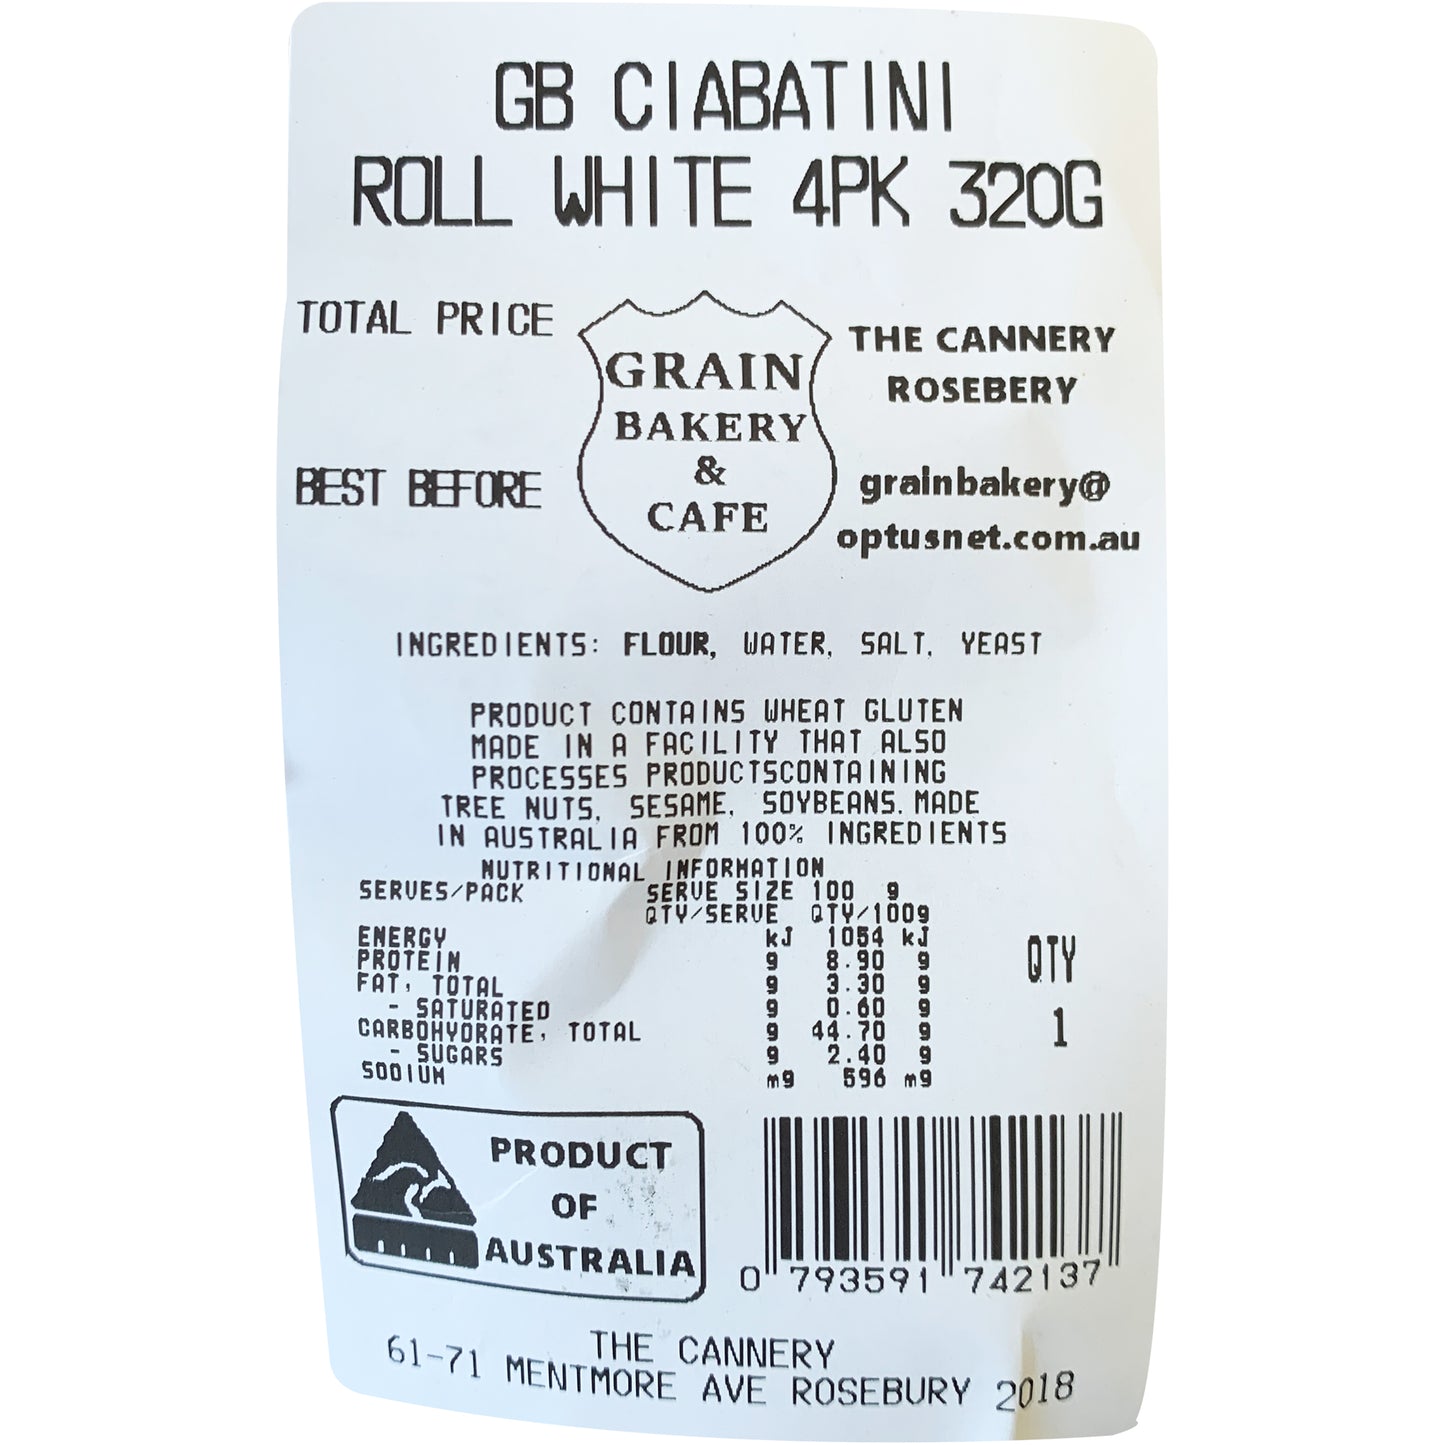 GB CIABATINI
ROLL WHITE 4PK 320G
TOTAL PRICE
BEST BEFORE
GRAIN
BAKERY
&
CAFE
THE CANNERY
ROSEBERY
grainbakery@
optusnet.com.au
INGREDIENTS: FLOUR, WATER, SALT, YEAST
PRODUCT CONTAINS WHEAT GLUTEN
MADE IN A FACILITY THAT ALSO
PROCESSES PRODUCTSCONTAINING
TREE NUTS, SESAME, SOYBEANS. MADE
IN AUSTRALIA FROM 100% INGREDIENTS
NUTRITIONAL INFORMATION
SERVES/PACK SERVE SIZE 100 g
QTY/SERVE QTY/100g
ENERGY kJ 1054 kJ
PROTEIN g 8.90 g
FAT, TOTAL g 3.30 g
- SATURATED g 0.60 g
CARBOHYDRATE, TOTAL g 44.70 g
- SUGARS g 2.40 g
SODIUM mg 596 mg
QTY
1
PRODUCT
OF
AUSTRALIA
0 793591 742137
THE CANNERY
61-71 MENTMORE AVE ROSEBURY 2018